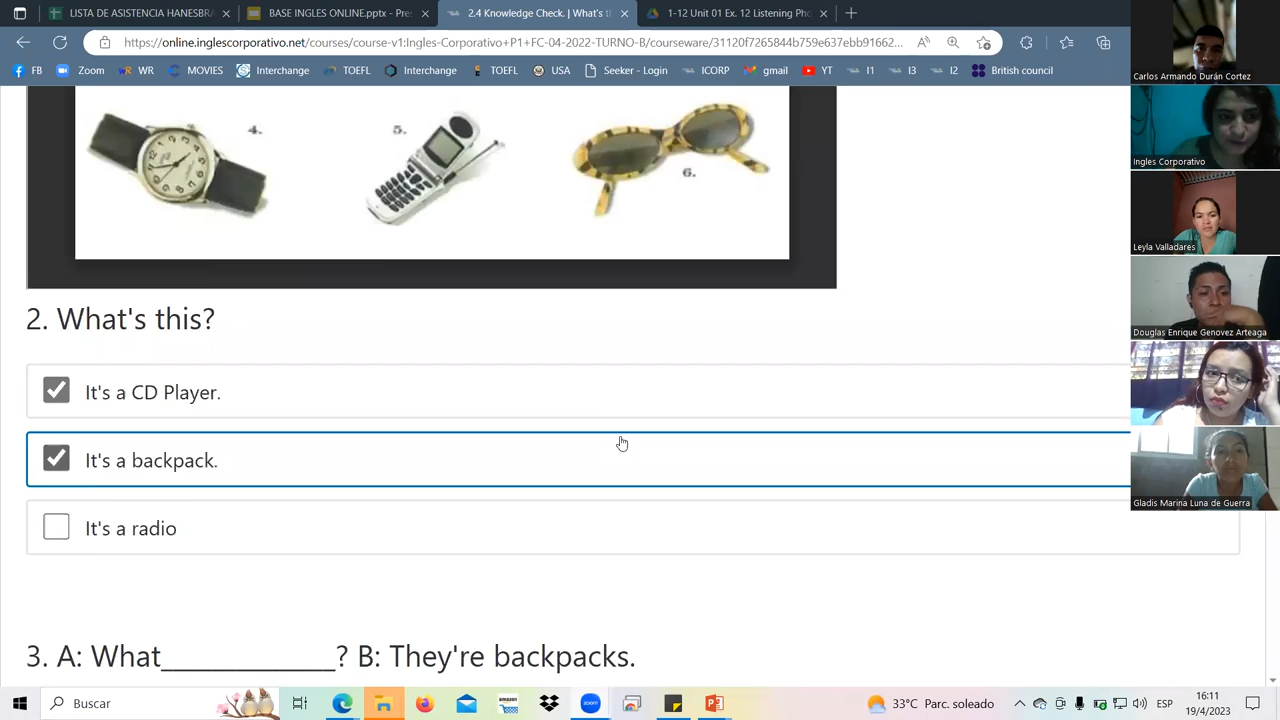 LISTA DE ASISTENCIA HANESBRA
BASE INGLES ONLINE.pptx - Pres
2.4 Knowledge Check. | What's th
1-12 Unit 01 Ex. 12 Listening Pho
https://online.inglescorporativo.net/courses/course-v1:Ingles-Corporativo+P1+FC-04-2022-TURNO-B/courseware/31120f7265844b759e637ebb91662...
FB
Zoom
WR
MOVIES
Interchange
TOEFL
Interchange
TOEFL
USA
Seeker - Login
ICORP
gmail
YT
I1
I3
I2
British council
Carlos Armando Durán Cortez
Ingles Corporativo
Leyla Valladares
Douglas Enrique Genovez Arteaga
Gladis Marina Luna de Guerra
4.
5.
6.
2. What's this?
It's a CD Player.
It's a backpack.
It's a radio
3. A: What______________? B: They're backpacks.
Buscar
33°C Parc. soleado
ESP
16:11
19/4/2023